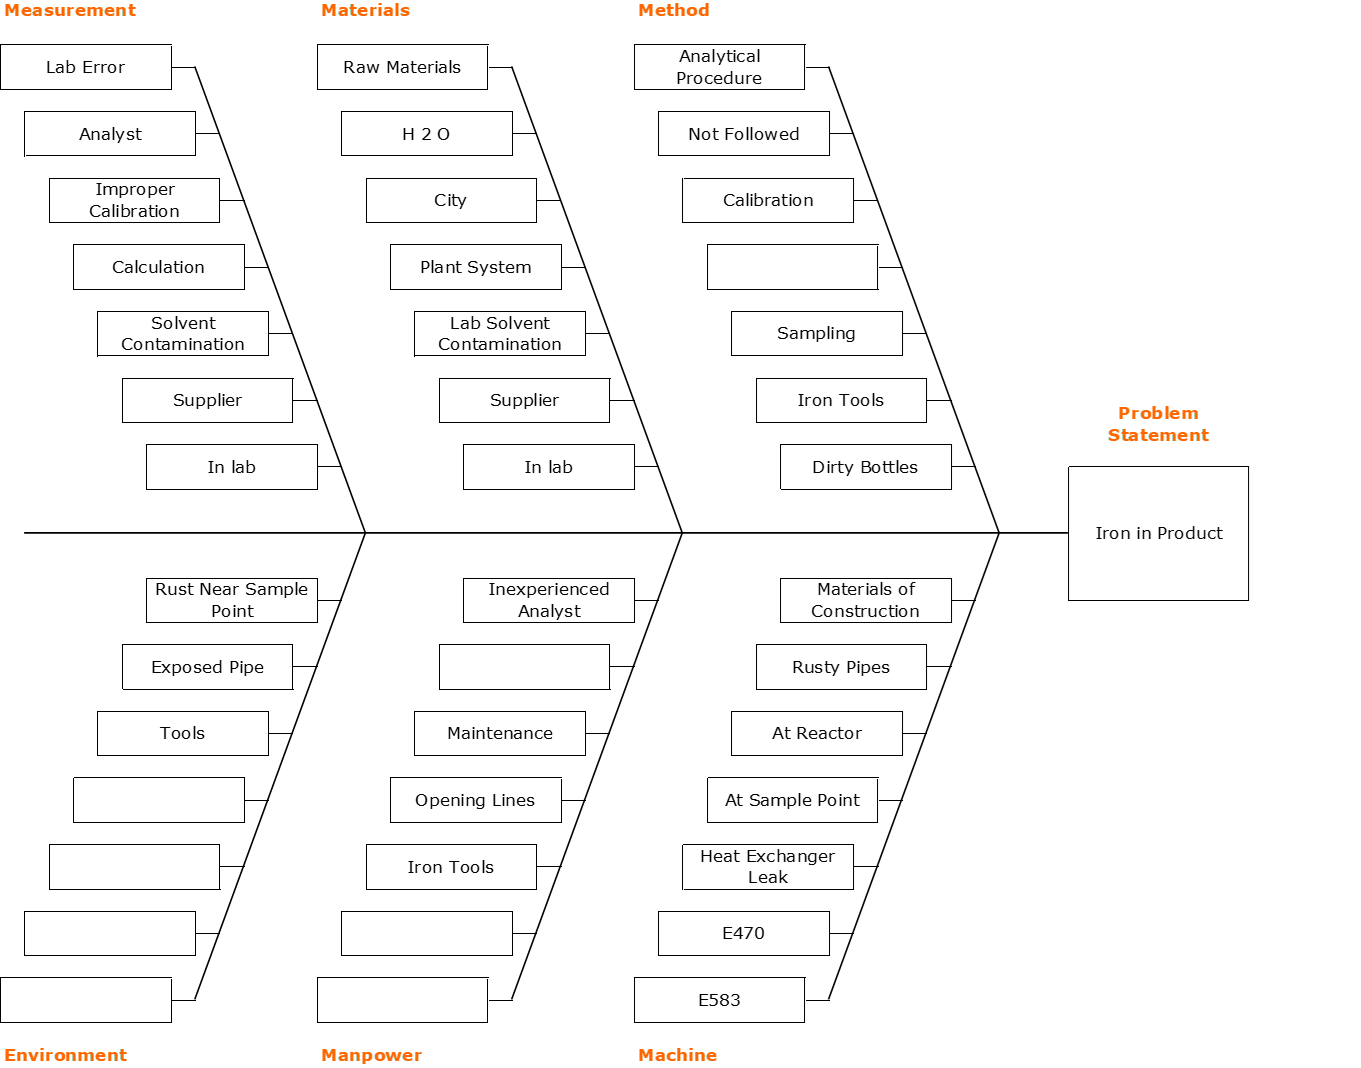 Measurement
Materials
Method
Lab Error
Raw Materials
Analytical
Procedure
Analyst
H 2 O
Not Followed
Improper
Calibration
City
Calibration
Calculation
Plant System
Solvent
Contamination
Lab Solvent
Contamination
Sampling
Supplier
Supplier
Iron Tools
In lab
In lab
Dirty Bottles
Problem
Statement
Iron in Product
Rust Near Sample
Point
Inexperienced
Analyst
Materials of
Construction
Exposed Pipe
Rusty Pipes
Tools
Maintenance
At Reactor
Opening Lines
At Sample Point
Iron Tools
Heat Exchanger
Leak
E470
E583
Environment
Manpower
Machine